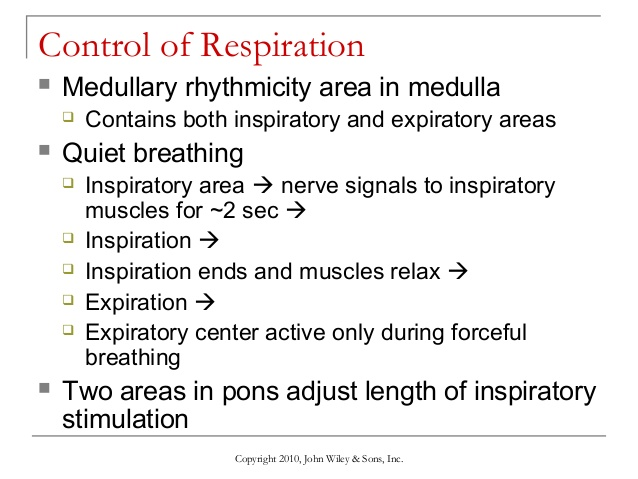 Control of Respiration
Medullary rhythmicity area in medulla
Contains both inspiratory and expiratory areas
Quiet breathing
Inspiratory area → nerve signals to inspiratory
muscles for ~2 sec →
Inspiration →
Inspiration ends and muscles relax →
Expiration →
Expiratory center active only during forceful
breathing
Two areas in pons adjust length of inspiratory
stimulation
Copyright 2010, John Wiley & Sons, Inc.